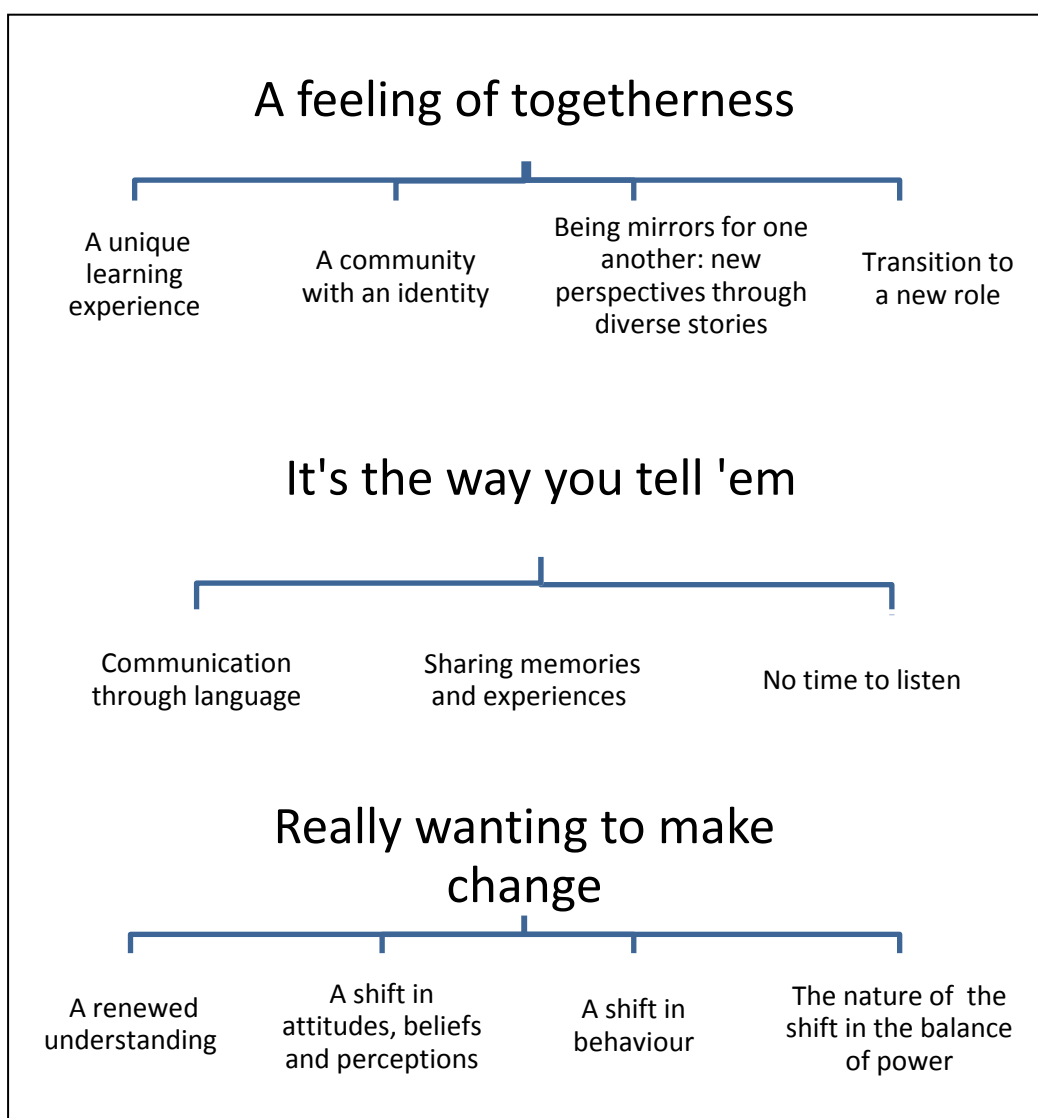 A feeling of togetherness
A unique
learning
experience
A community
with an identity
Being mirrors for one
another: new
perspectives through
diverse stories
Transition to
a new role
It's the way you tell 'em
Communication
through language
Sharing memories
and experiences
No time to listen
Really wanting to make
change
A renewed
understanding
A shift in
attitudes, beliefs
and perceptions
A shift in
behaviour
The nature of  the
shift in the balance
of power